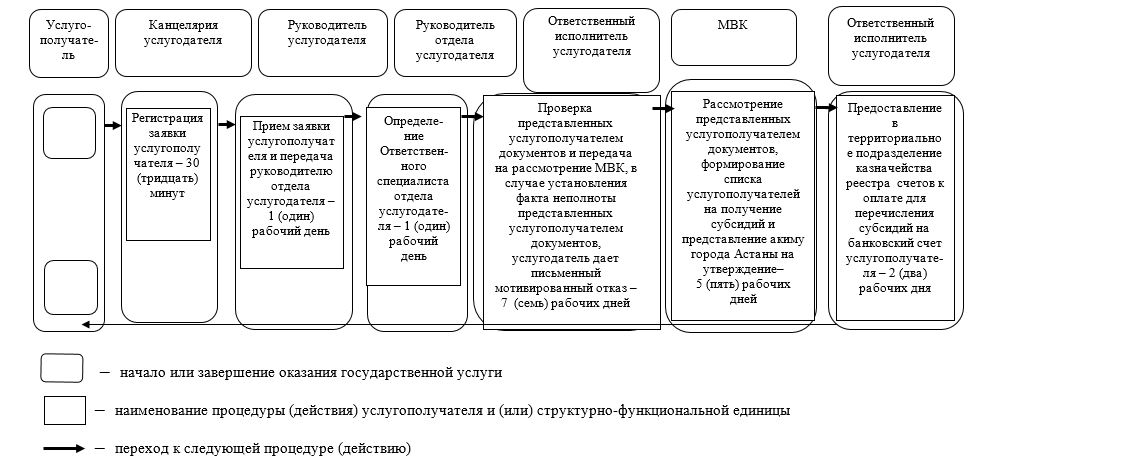 Услуго-
получате-
ль
Канцелярия
услугодателя
Руководитель
услугодателя
Руководитель
отдела
услугодателя
Ответственный
исполнитель
услугодателя
МВК
Ответственный
исполнитель
услугодателя
Регистрация
заявки
услугополу
чателя – 30
(тридцать)
минут
Прием заявки
услугополучат
еля и передача
руководителю
отдела
услугодателя –
1 (один)
рабочий день
Определе-
ние
Ответствен-
ного
специалиста
отдела
услугодате-
ля – 1 (один)
рабочий
день
Проверка
представленных
услугополучателем
документов и передача
на рассмотрение МВК, в
случае установления
факта неполноты
представленных
услугополучателем
документов,
услугодатель дает
письменный
мотивированный отказ –
7 (семь) рабочих дней
Рассмотрение
представленных
услугополучателем
документов,
формирование
списка
услугополучателей
на получение
субсидий и
представление акиму
города Астаны на
утверждение–
5 (пять) рабочих
дней
Предоставление
в
территориально
е подразделение
казначейства
реестра счетов к
оплате для
перечисления
субсидий на
банковский счет
услугополучате-
ля – 2 (два)
рабочих дня
– начало или завершение оказания государственной услуги
– наименование процедуры (действия) услугополучателя и (или) структурно-функциональной единицы
– переход к следующей процедуре (действию)